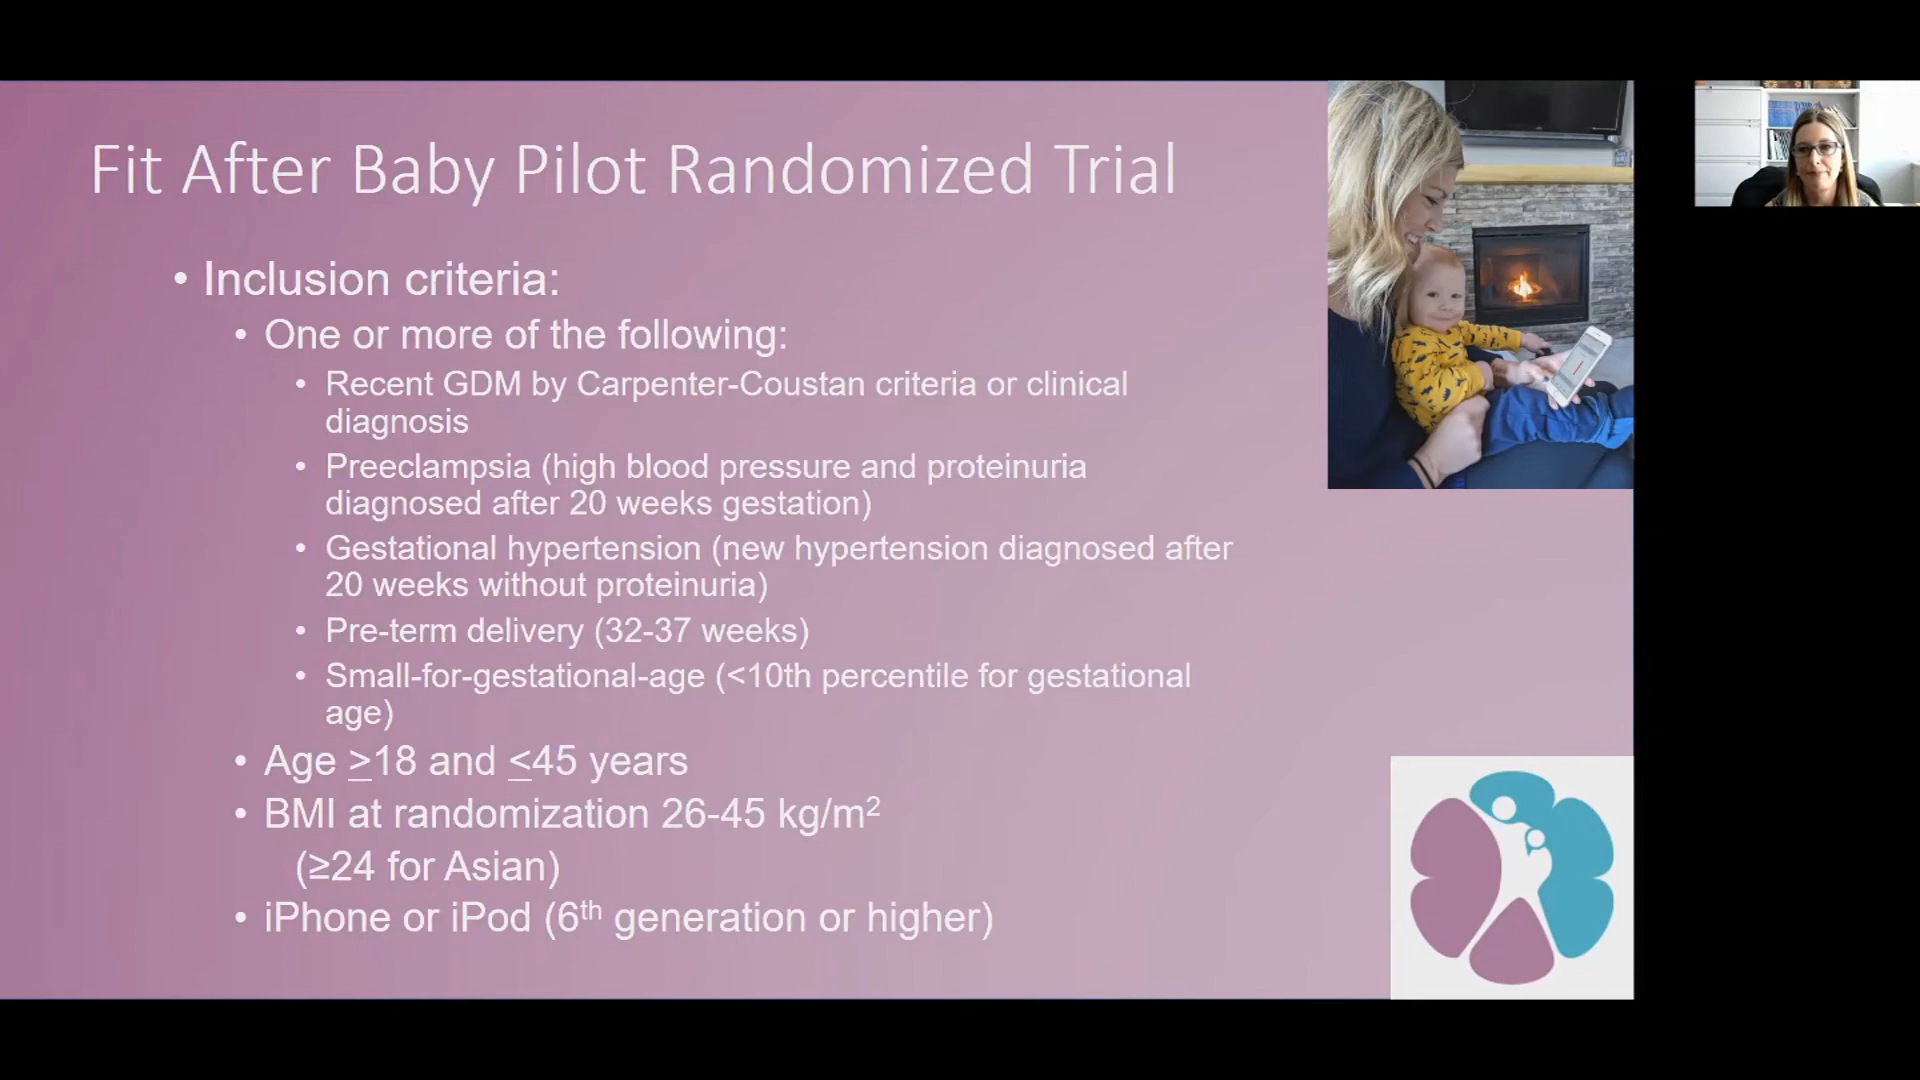 Fit After Baby Pilot Randomized Trial
• Inclusion criteria:
• One or more of the following:
• Recent GDM by Carpenter-Coustan criteria or clinical
diagnosis
• Preeclampsia (high blood pressure and proteinuria
diagnosed after 20 weeks gestation)
• Gestational hypertension (new hypertension diagnosed after
20 weeks without proteinuria)
• Pre-term delivery (32-37 weeks)
• Small-for-gestational-age (<10th percentile for gestational
age)
• Age ≥18 and ≤45 years
• BMI at randomization 26-45 kg/m²
(≥24 for Asian)
• iPhone or iPod (6th generation or higher)